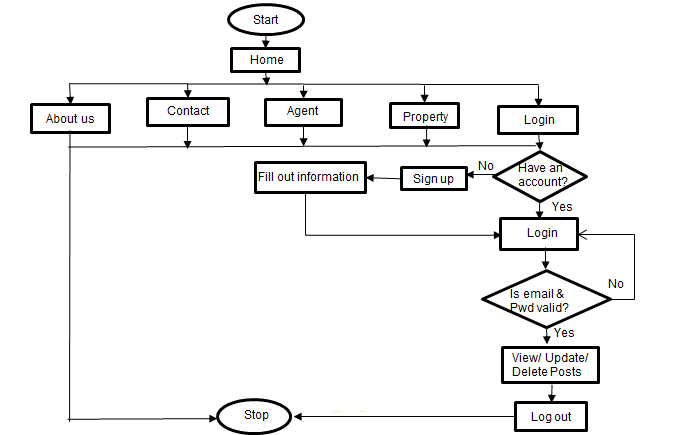 Start
Home
About us
Contact
Agent
Property
Login
No
Have an
account?
Fill out information
Sign up
Yes
Login
No
Is email &
Pwd valid?
Yes
View/ Update/
Delete Posts
Stop
Log out